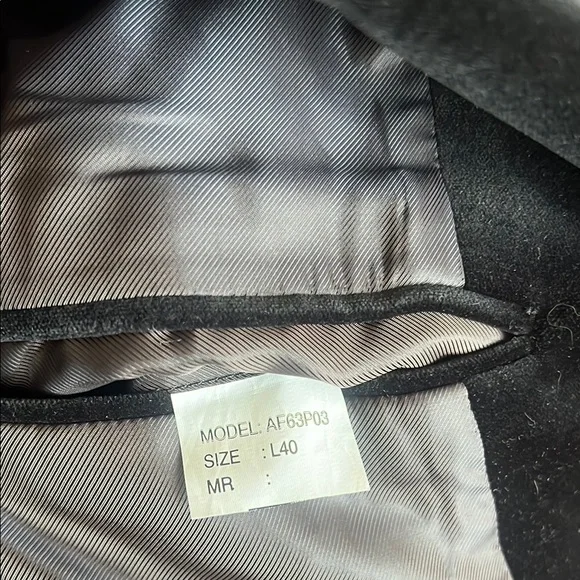 MODEL: AF63P03
SIZE : L40
MR :